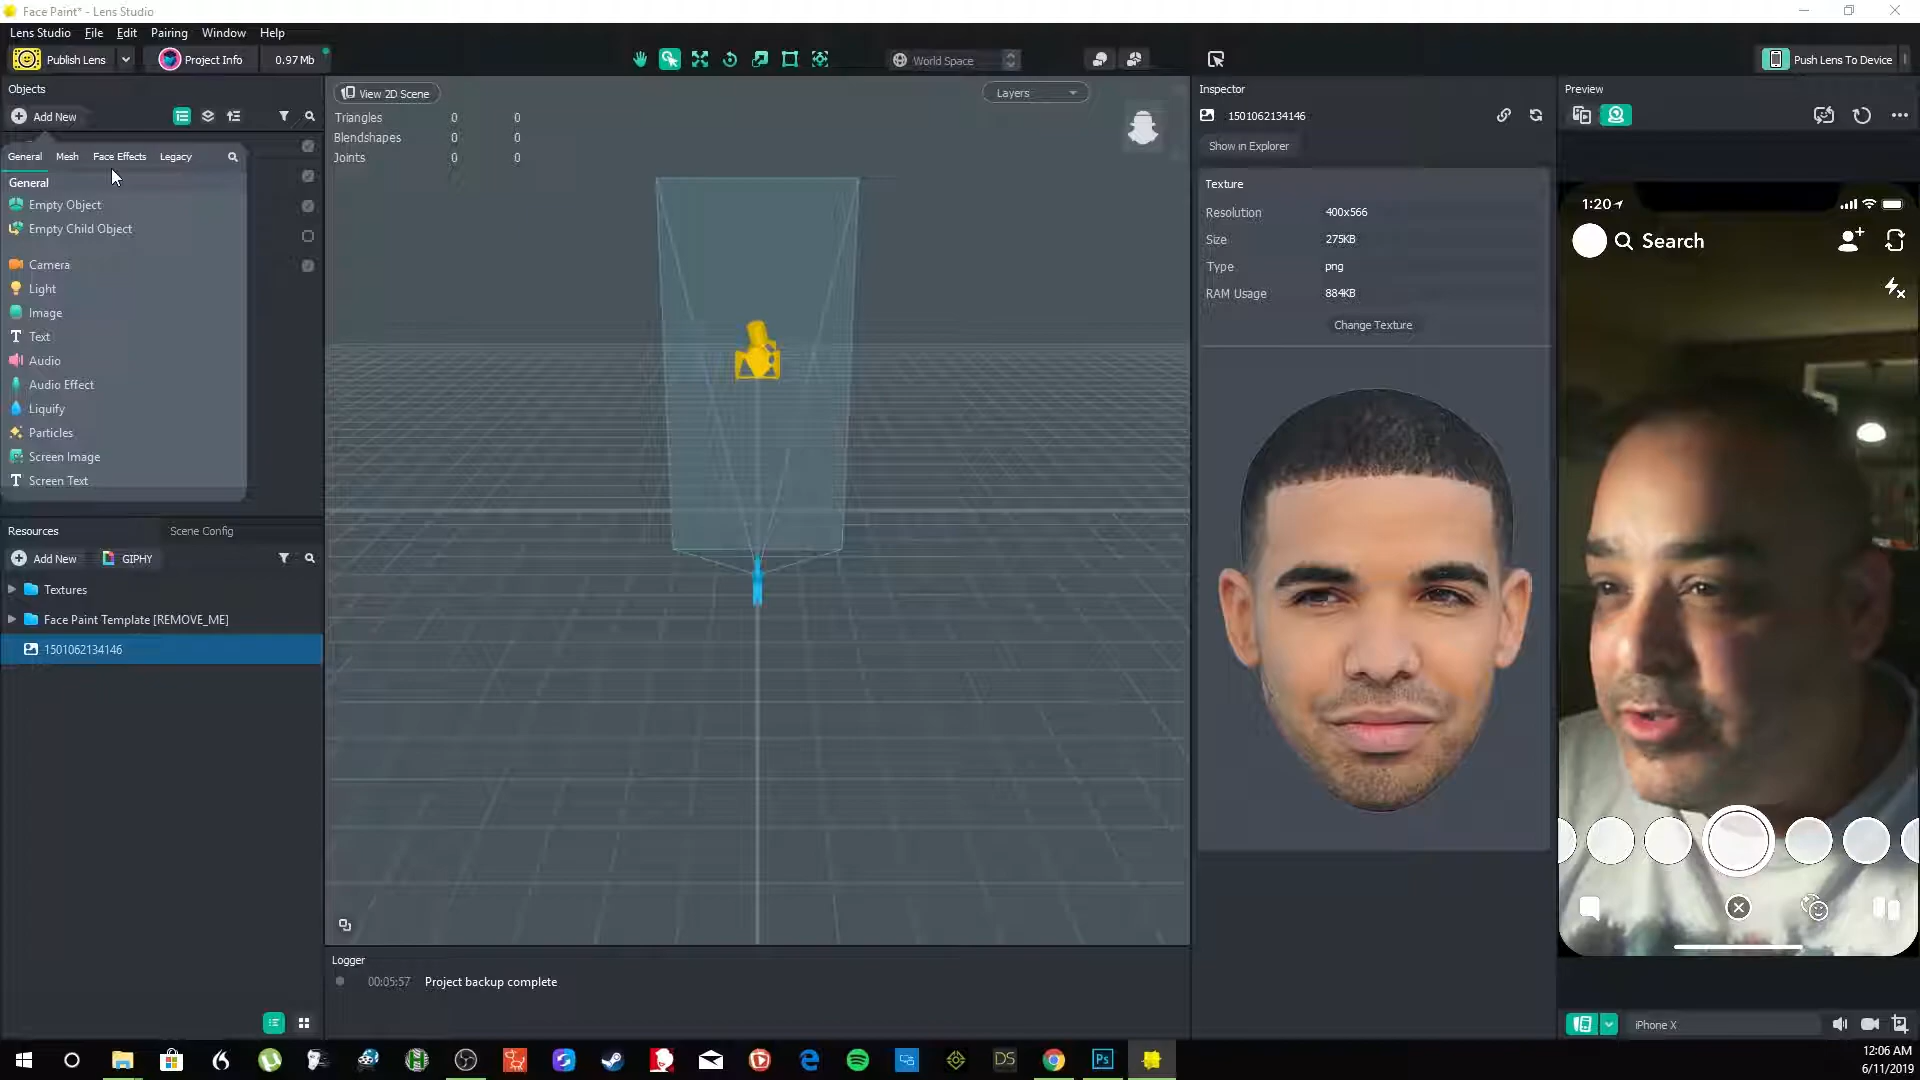 Face Paint* - Lens Studio
Lens Studio File Edit Pairing Window Help
Publish Lens Project Info 0.97 Mb World Space Push Lens To Device
Objects
Add New
General Mesh Face Effects Legacy
General
Empty Object
Empty Child Object
Camera
Light
Image
Text
Audio
Audio Effect
Liquify
Particles
Screen Image
Screen Text
Resources Scene Config
Add New GIPHY
Textures
Face Paint Template [REMOVE_ME]
1501062134146
View 2D Scene Layers
Triangles 0 0
Blendshapes 0 0
Joints 0 0
Logger
00:05:57 Project backup complete
Inspector
1501062134146
Show in Explorer
Texture
Resolution 400x566
Size 275KB
Type png
RAM Usage 884KB
Change Texture
Preview
1:20
Search
iPhone X
Ps
DS
12:06 AM
6/11/2019